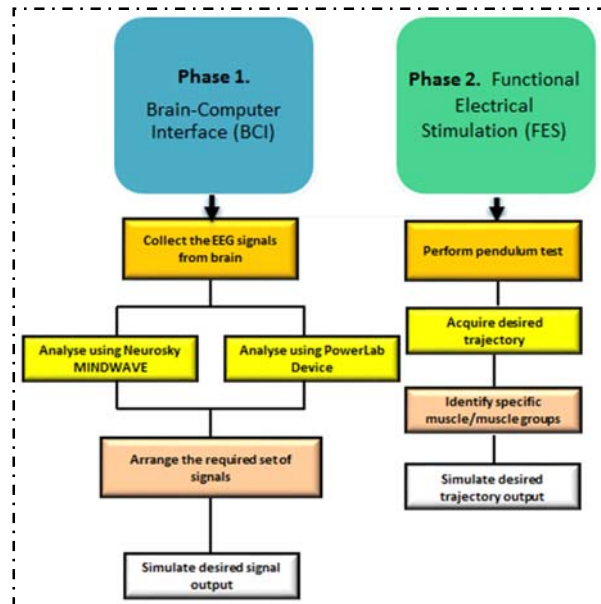 Phase 1.
Brain-Computer
Interface (BCI)
Collect the EEG signals
from brain
Analyse using Neurosky
MINDWAVE
Analyse using PowerLab
Device
Arrange the required set of
signals
Simulate desired signal
output
Phase 2. Functional
Electrical
Stimulation (FES)
Perform pendulum test
Acquire desired
trajectory
Identify specific
muscle/muscle groups
Simulate desired
trajectory output